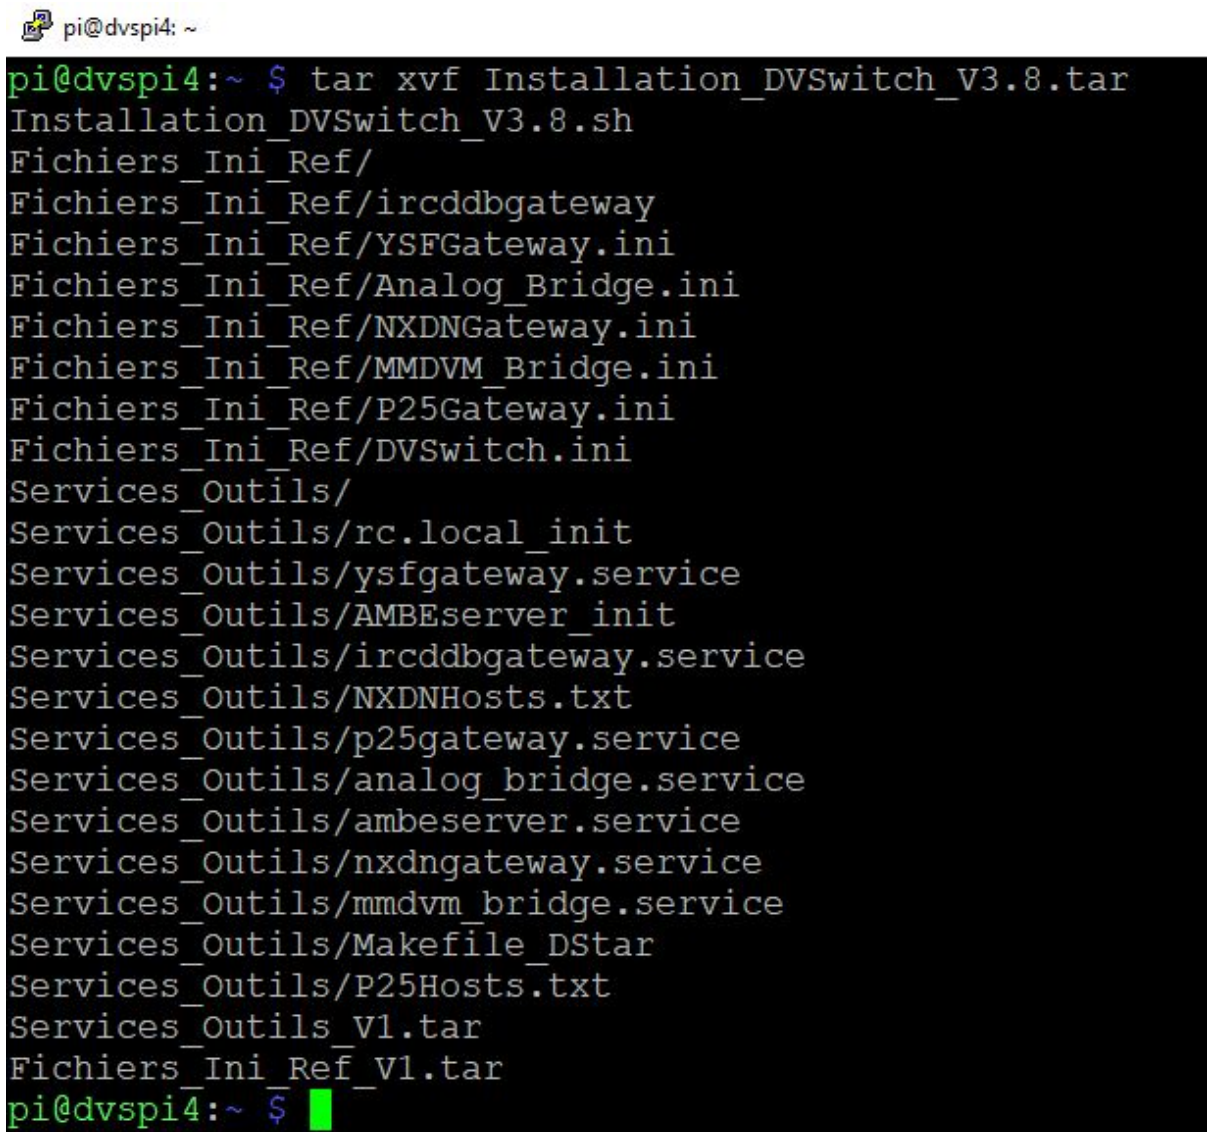 pi@dvspi4: ~
pi@dvspi4:~ $ tar xvf Installation_DVSwitch_V3.8.tar
Installation_DVSwitch_V3.8.sh
Fichiers_Ini_Ref/
Fichiers_Ini_Ref/ircddbgateway
Fichiers_Ini_Ref/YSFGateway.ini
Fichiers_Ini_Ref/Analog_Bridge.ini
Fichiers_Ini_Ref/NXDNGateway.ini
Fichiers_Ini_Ref/MMDVM_Bridge.ini
Fichiers_Ini_Ref/P25Gateway.ini
Fichiers_Ini_Ref/DVSwitch.ini
Services_Outils/
Services_Outils/rc.local_init
Services_Outils/ysfgateway.service
Services_Outils/AMBEserver_init
Services_Outils/ircddbgateway.service
Services_Outils/NXDNHosts.txt
Services_Outils/p25gateway.service
Services_Outils/analog_bridge.service
Services_Outils/ambeserver.service
Services_Outils/nxdngateway.service
Services_Outils/mmdvm_bridge.service
Services_Outils/Makefile_DStar
Services_Outils/P25Hosts.txt
Services_Outils_V1.tar
Fichiers_Ini_Ref_V1.tar
pi@dvspi4:~ $